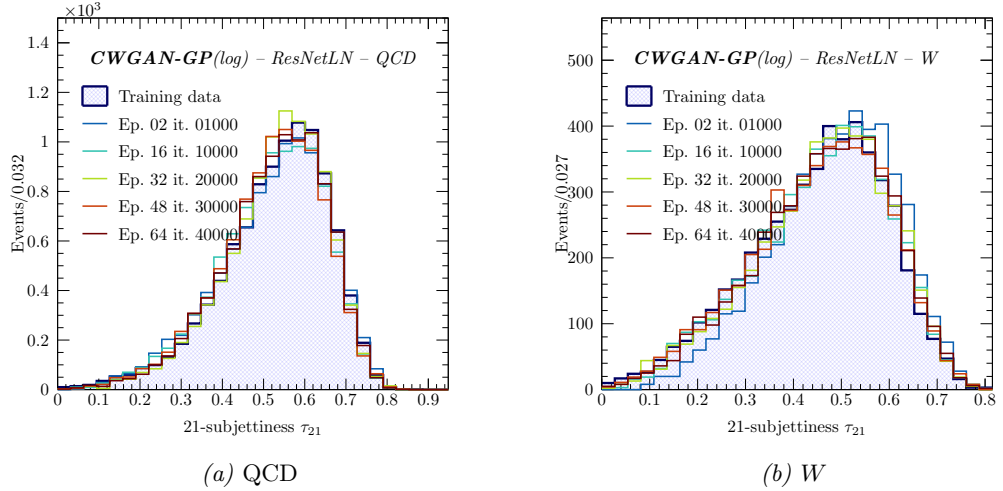 ×10³
CWGAN-GP(log) – ResNetLN – QCD
Training data
Ep. 02 it. 01000
Ep. 16 it. 10000
Ep. 32 it. 20000
Ep. 48 it. 30000
Ep. 64 it. 40000
Events/0.032
1.4
1.2
1.0
0.8
0.6
0.4
0.2
0
0 0.1 0.2 0.3 0.4 0.5 0.6 0.7 0.8 0.9
21-subjettiness τ₂₁
(a) QCD
CWGAN-GP(log) – ResNetLN – W
Training data
Ep. 02 it. 01000
Ep. 16 it. 10000
Ep. 32 it. 20000
Ep. 48 it. 30000
Ep. 64 it. 40000
Events/0.027
500
400
300
200
100
0
0 0.1 0.2 0.3 0.4 0.5 0.6 0.7 0.8
21-subjettiness τ₂₁
(b) W